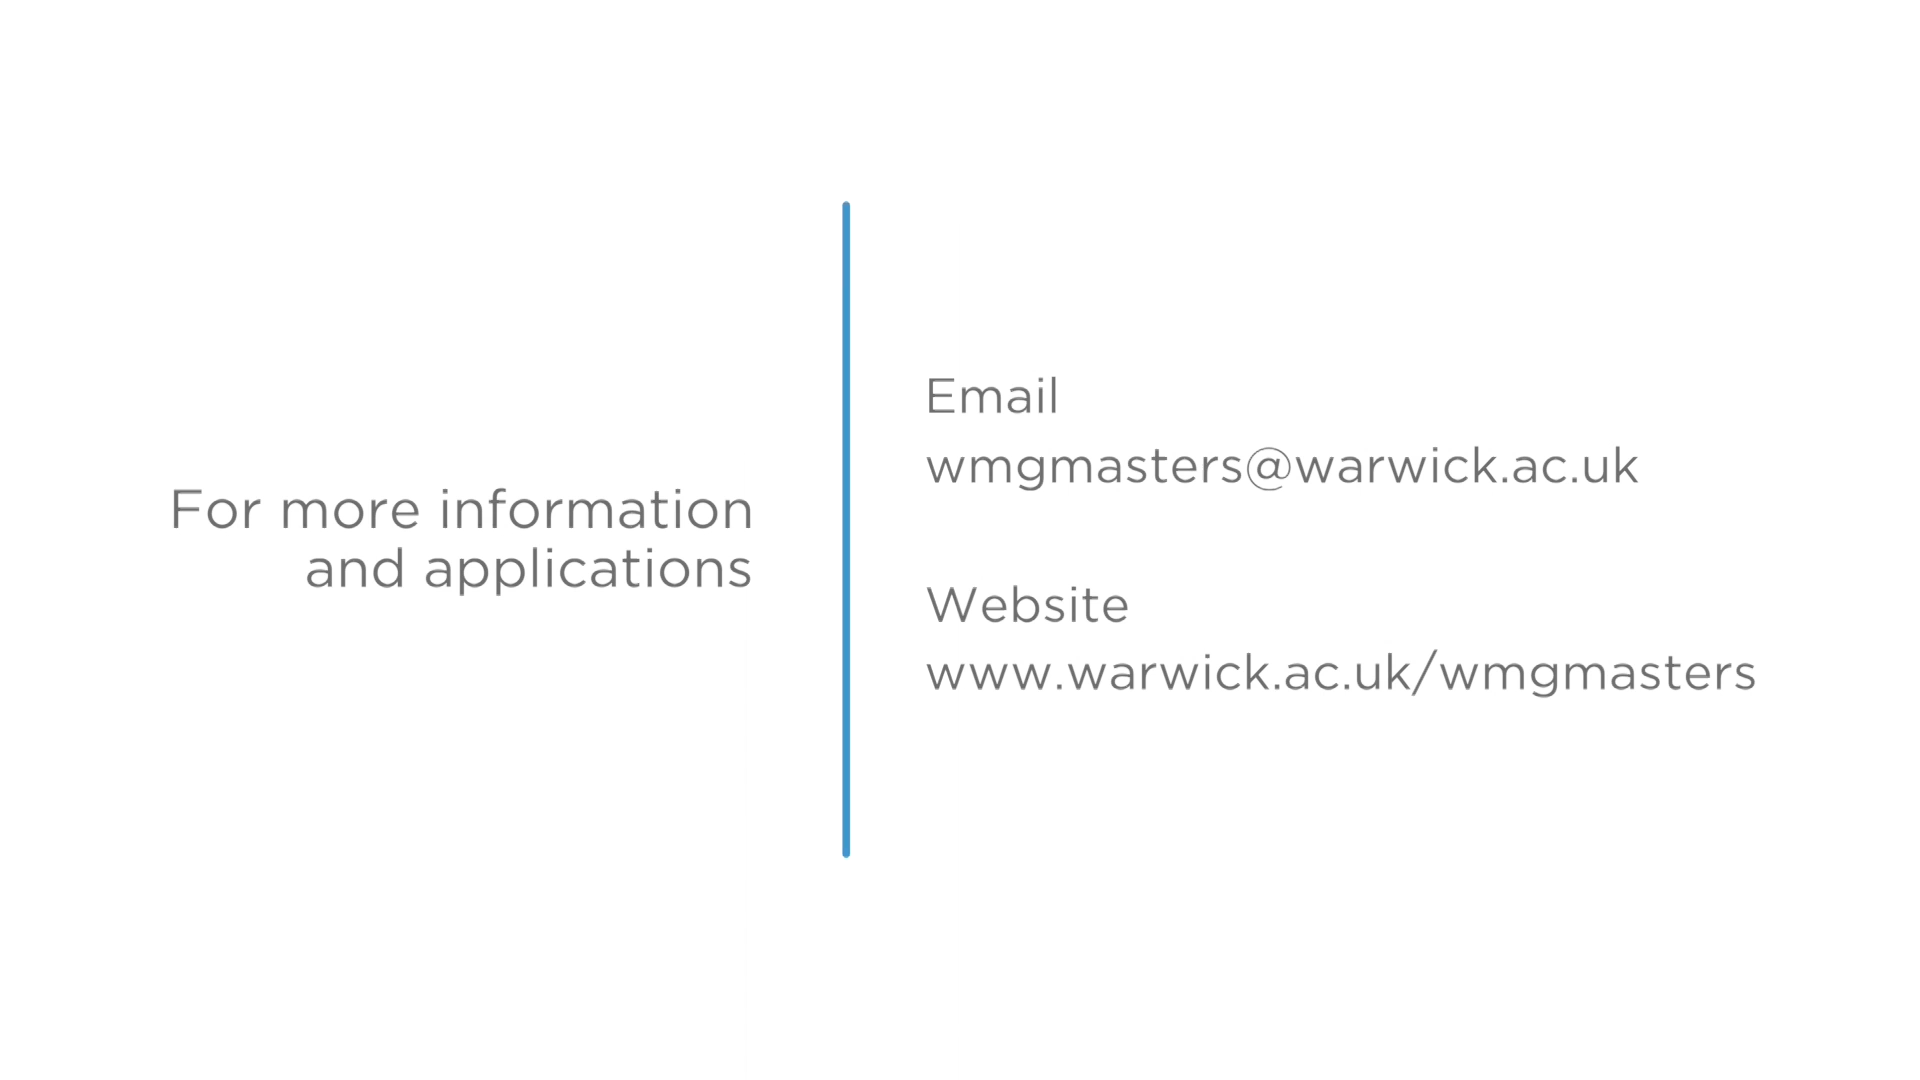 For more information
and applications
Email
wmgmasters@warwick.ac.uk
Website
www.warwick.ac.uk/wmgmasters